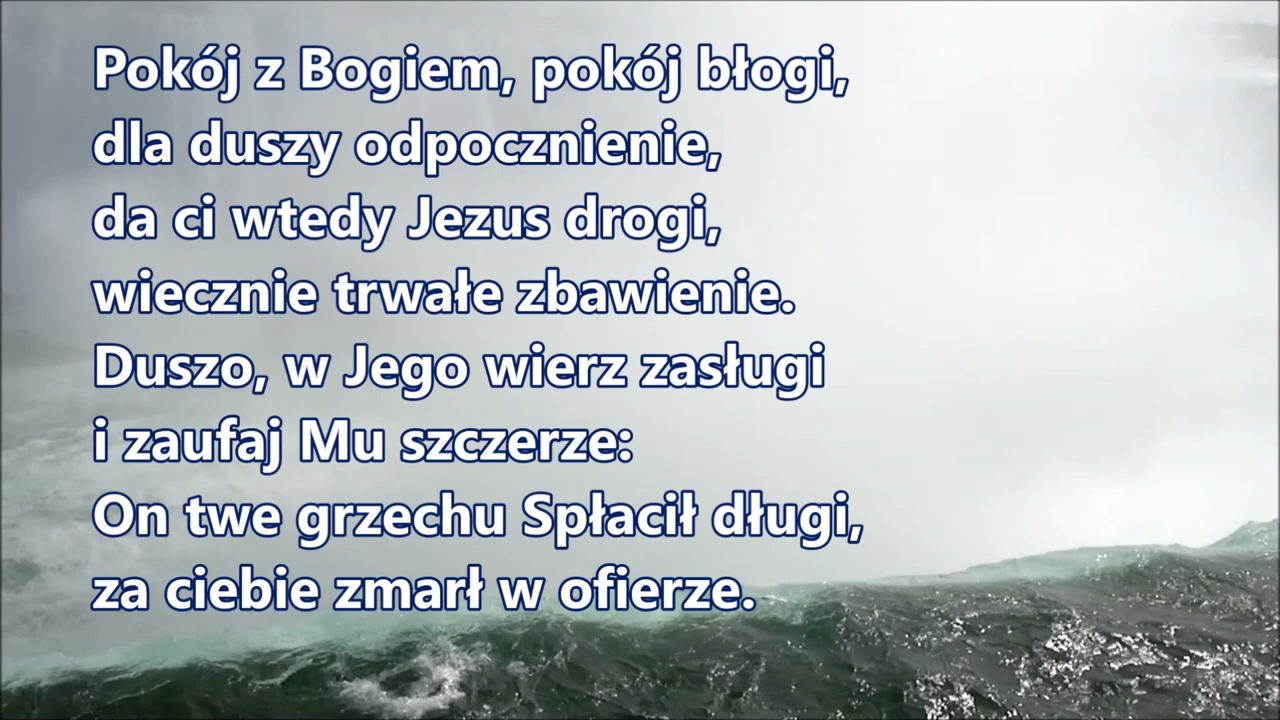 Pokój z Bogiem, pokój błogi,
dla duszy odpocznienie,
da ci wtedy Jezus drogi,
wiecznie trwałe zbawienie.
Duszo, w Jego wierz zasługi
i zaufaj Mu szczerze:
On twe grzechu Spłacił długi,
za ciebie zmarł w ofierze.